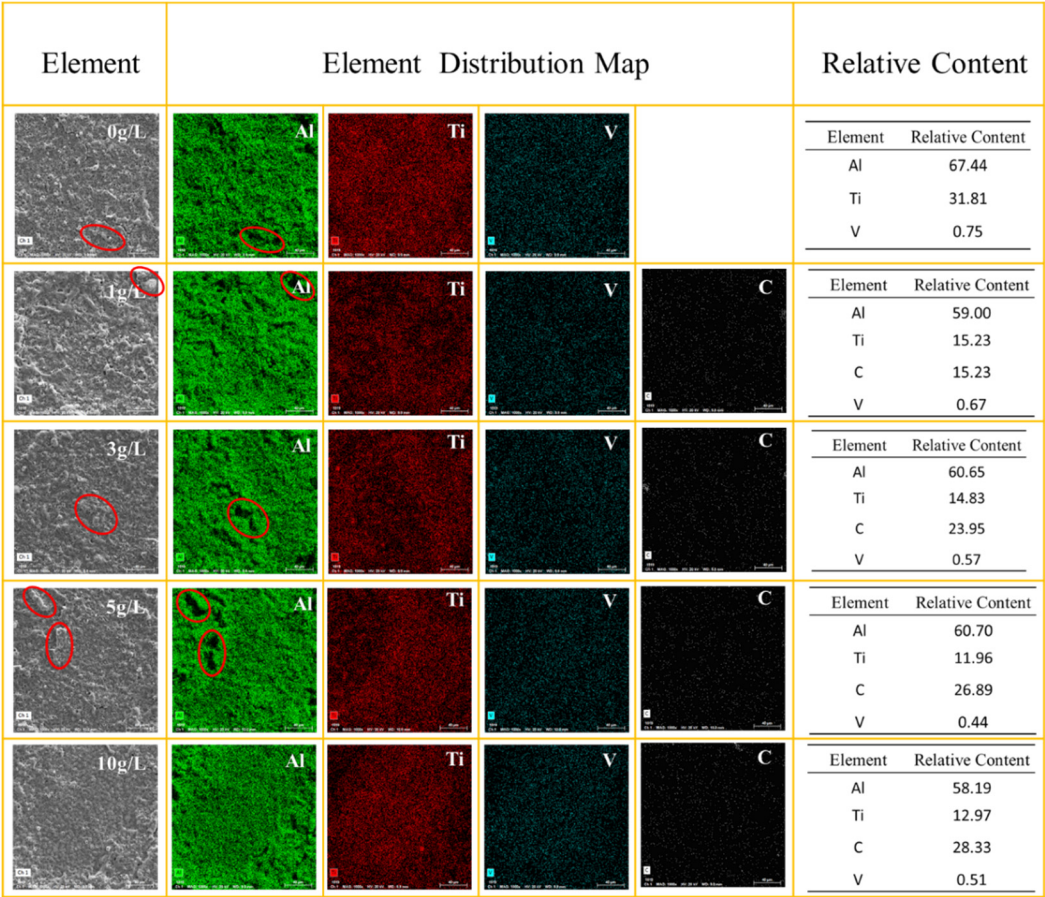 Element Element Distribution Map Relative Content
0g/L Al Ti V
Element Relative Content
Al 67.44
Ti 31.81
V 0.75
1g/L Al Ti V C
Element Relative Content
Al 59.00
Ti 15.23
C 15.23
V 0.67
3g/L Al Ti V C
Element Relative Content
Al 60.65
Ti 14.83
C 23.95
V 0.57
5g/L Al Ti V C
Element Relative Content
Al 60.70
Ti 11.96
C 26.89
V 0.44
10g/L Al Ti V C
Element Relative Content
Al 58.19
Ti 12.97
C 28.33
V 0.51